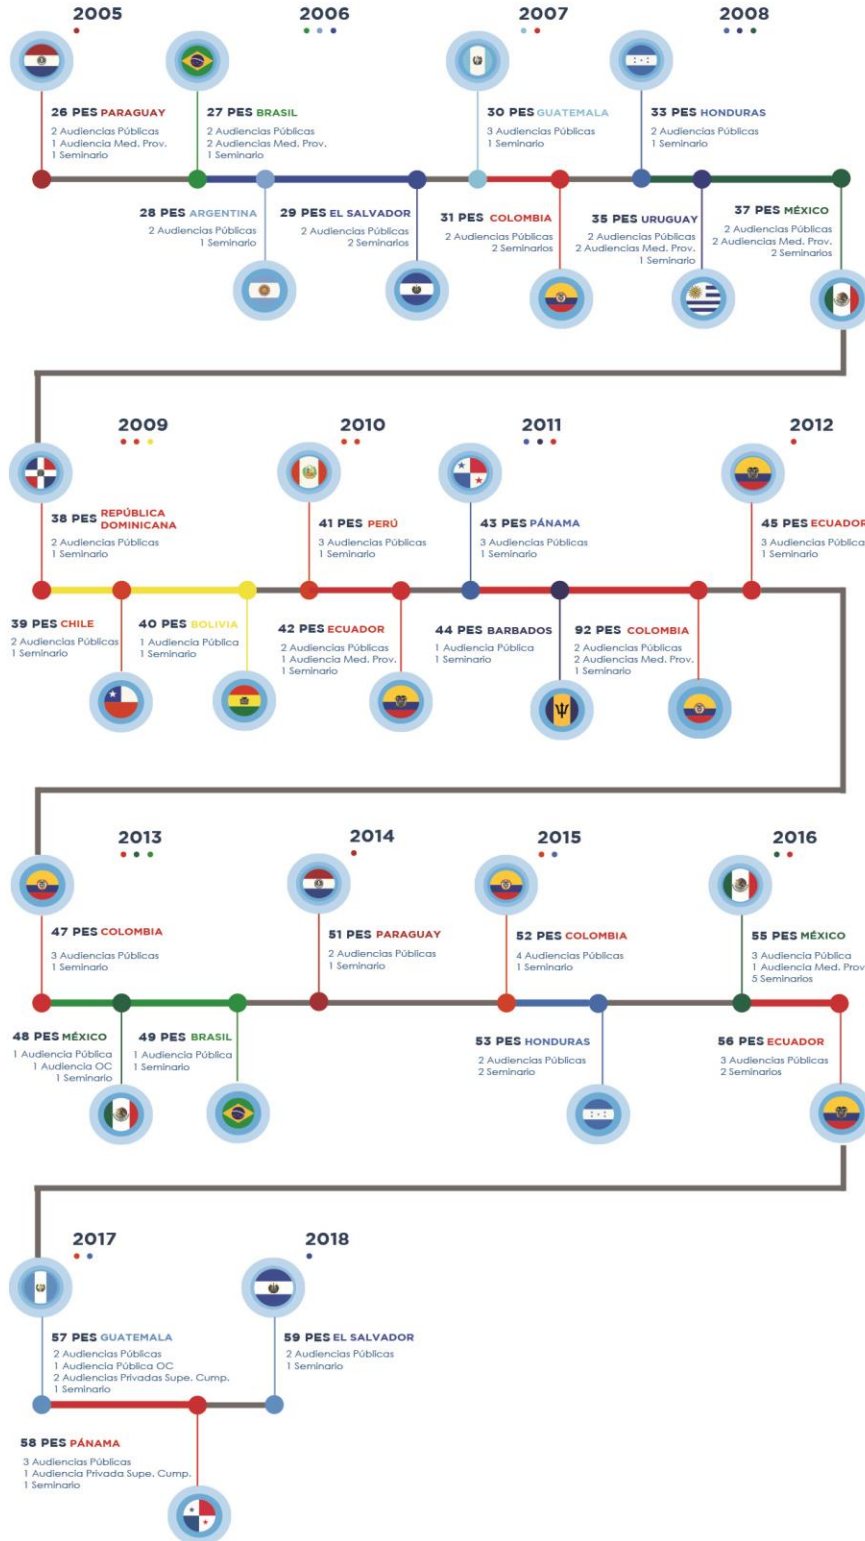 2005
26 PES PARAGUAY
2 Audiencias Públicas
1 Audiencia Med. Prov.
1 Seminario
2006
27 PES BRASIL
2 Audiencias Públicas
2 Audiencias Med. Prov.
1 Seminario
28 PES ARGENTINA
2 Audiencias Públicas
1 Seminario
29 PES EL SALVADOR
2 Audiencias Públicas
2 Seminarios
2007
30 PES GUATEMALA
3 Audiencias Públicas
1 Seminario
31 PES COLOMBIA
2 Audiencias Públicas
2 Seminarios
2008
33 PES HONDURAS
2 Audiencias Públicas
1 Seminario
35 PES URUGUAY
2 Audiencias Públicas
2 Audiencias Med. Prov.
1 Seminario
37 PES MÉXICO
2 Audiencias Públicas
2 Audiencias Med. Prov.
2 Seminarios
2009
38 PES REPÚBLICA
DOMINICANA
2 Audiencias Públicas
1 Seminario
39 PES CHILE
2 Audiencias Públicas
1 Seminario
40 PES BOLIVIA
1 Audiencia Pública
1 Seminario
2010
41 PES PERÚ
3 Audiencias Públicas
1 Seminario
42 PES ECUADOR
2 Audiencias Públicas
1 Audiencia Med. Prov.
1 Seminario
2011
43 PES PÁNAMA
3 Audiencias Públicas
1 Seminario
44 PES BARBADOS
1 Audiencia Pública
1 Seminario
92 PES COLOMBIA
2 Audiencias Públicas
2 Audiencias Med. Prov.
1 Seminario
2012
45 PES ECUADOR
3 Audiencias Públicas
1 Seminario
2013
47 PES COLOMBIA
3 Audiencias Públicas
1 Seminario
48 PES MÉXICO
1 Audiencia Pública
1 Audiencia OC
1 Seminario
49 PES BRASIL
1 Audiencia Pública
1 Seminario
2014
51 PES PARAGUAY
2 Audiencias Públicas
1 Seminario
2015
52 PES COLOMBIA
4 Audiencias Públicas
1 Seminario
53 PES HONDURAS
2 Audiencias Públicas
2 Seminario
2016
55 PES MÉXICO
3 Audiencia Pública
1 Audiencia Med. Prov
5 Seminarios
56 PES ECUADOR
3 Audiencias Públicas
2 Seminarios
2017
57 PES GUATEMALA
2 Audiencias Públicas
1 Audiencia Pública OC
2 Audiencias Privadas Supe. Cump.
1 Seminario
58 PES PÁNAMA
3 Audiencias Públicas
1 Audiencia Privada Supe. Cump.
1 Seminario
2018
59 PES EL SALVADOR
2 Audiencias Públicas
1 Seminario